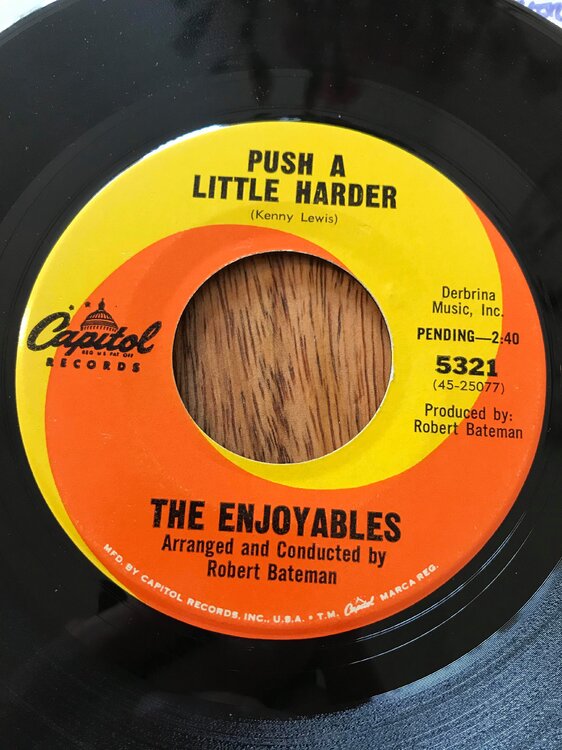 PUSH A
LITTLE HARDER
(Kenny Lewis)
Capitol
REG US PAT OFF
RECORDS
Derbrina
Music, Inc.
PENDING—2:40
5321
(45-25077)
Produced by:
Robert Bateman
THE ENJOYABLES
Arranged and Conducted by
Robert Bateman
MFD. BY CAPITOL RECORDS, INC., U.S.A. • T.M. Capitol MARCA REG.